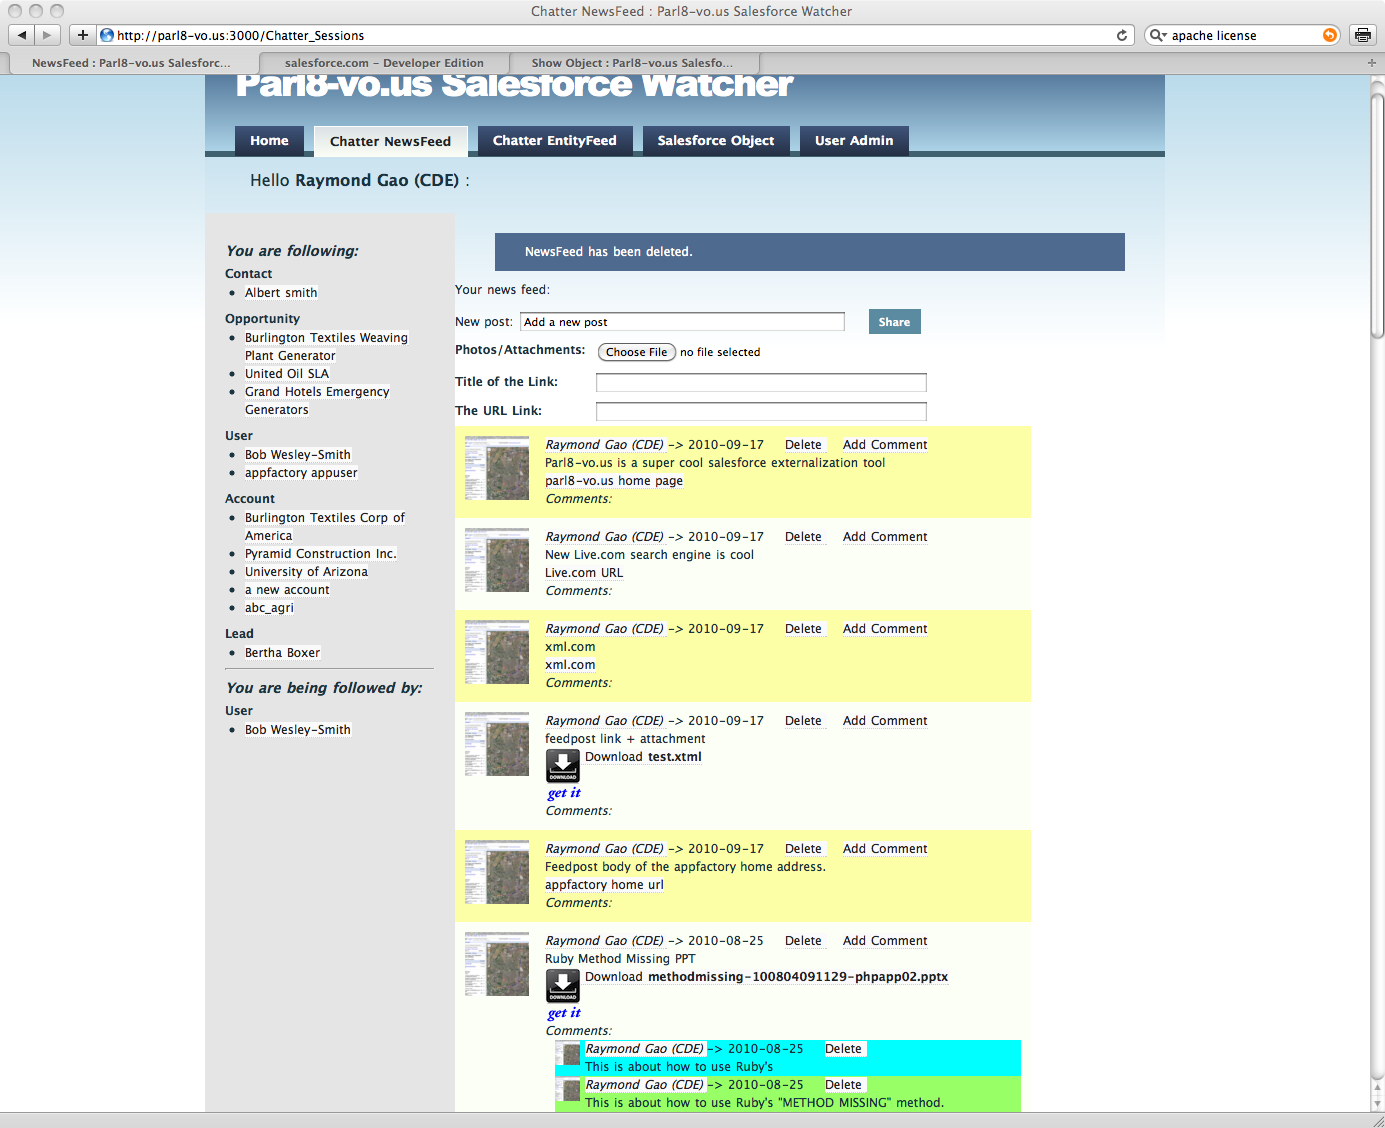 Chatter NewsFeed : Parl8-vo.us Salesforce Watcher
http://parl8-vo.us:3000/Chatter_Sessions
apache license
NewsFeed : Parl8-vo.us Salesforc...
salesforce.com – Developer Edition
Show Object : Parl8-vo.us Salesfo...
Parl8-vo.us Salesforce Watcher
Home
Chatter NewsFeed
Chatter EntityFeed
Salesforce Object
User Admin
Hello Raymond Gao (CDE) :
You are following:
Contact
Albert smith
Opportunity
Burlington Textiles Weaving
Plant Generator
United Oil SLA
Grand Hotels Emergency
Generators
User
Bob Wesley-Smith
appfactory appuser
Account
Burlington Textiles Corp of
America
Pyramid Construction Inc.
University of Arizona
a new account
abc_agri
Lead
Bertha Boxer
You are being followed by:
User
Bob Wesley-Smith
NewsFeed has been deleted.
Your news feed:
New post: Add a new post Share
Photos/Attachments: Choose File no file selected
Title of the Link:
The URL Link:
Raymond Gao (CDE) -> 2010-09-17 Delete Add Comment
Parl8-vo.us is a super cool salesforce externalization tool
parl8-vo.us home page
Comments:
Raymond Gao (CDE) -> 2010-09-17 Delete Add Comment
New Live.com search engine is cool
Live.com URL
Comments:
Raymond Gao (CDE) -> 2010-09-17 Delete Add Comment
xml.com
xml.com
Comments:
Raymond Gao (CDE) -> 2010-09-17 Delete Add Comment
feedpost link + attachment
DOWNLOAD Download test.xtml
get it
Comments:
Raymond Gao (CDE) -> 2010-09-17 Delete Add Comment
Feedpost body of the appfactory home address.
appfactory home url
Comments:
Raymond Gao (CDE) -> 2010-08-25 Delete Add Comment
Ruby Method Missing PPT
DOWNLOAD Download methodmissing-100804091129-phpapp02.pptx
get it
Comments:
Raymond Gao (CDE) -> 2010-08-25 Delete
This is about how to use Ruby's
Raymond Gao (CDE) -> 2010-08-25 Delete
This is about how to use Ruby's "METHOD MISSING" method.